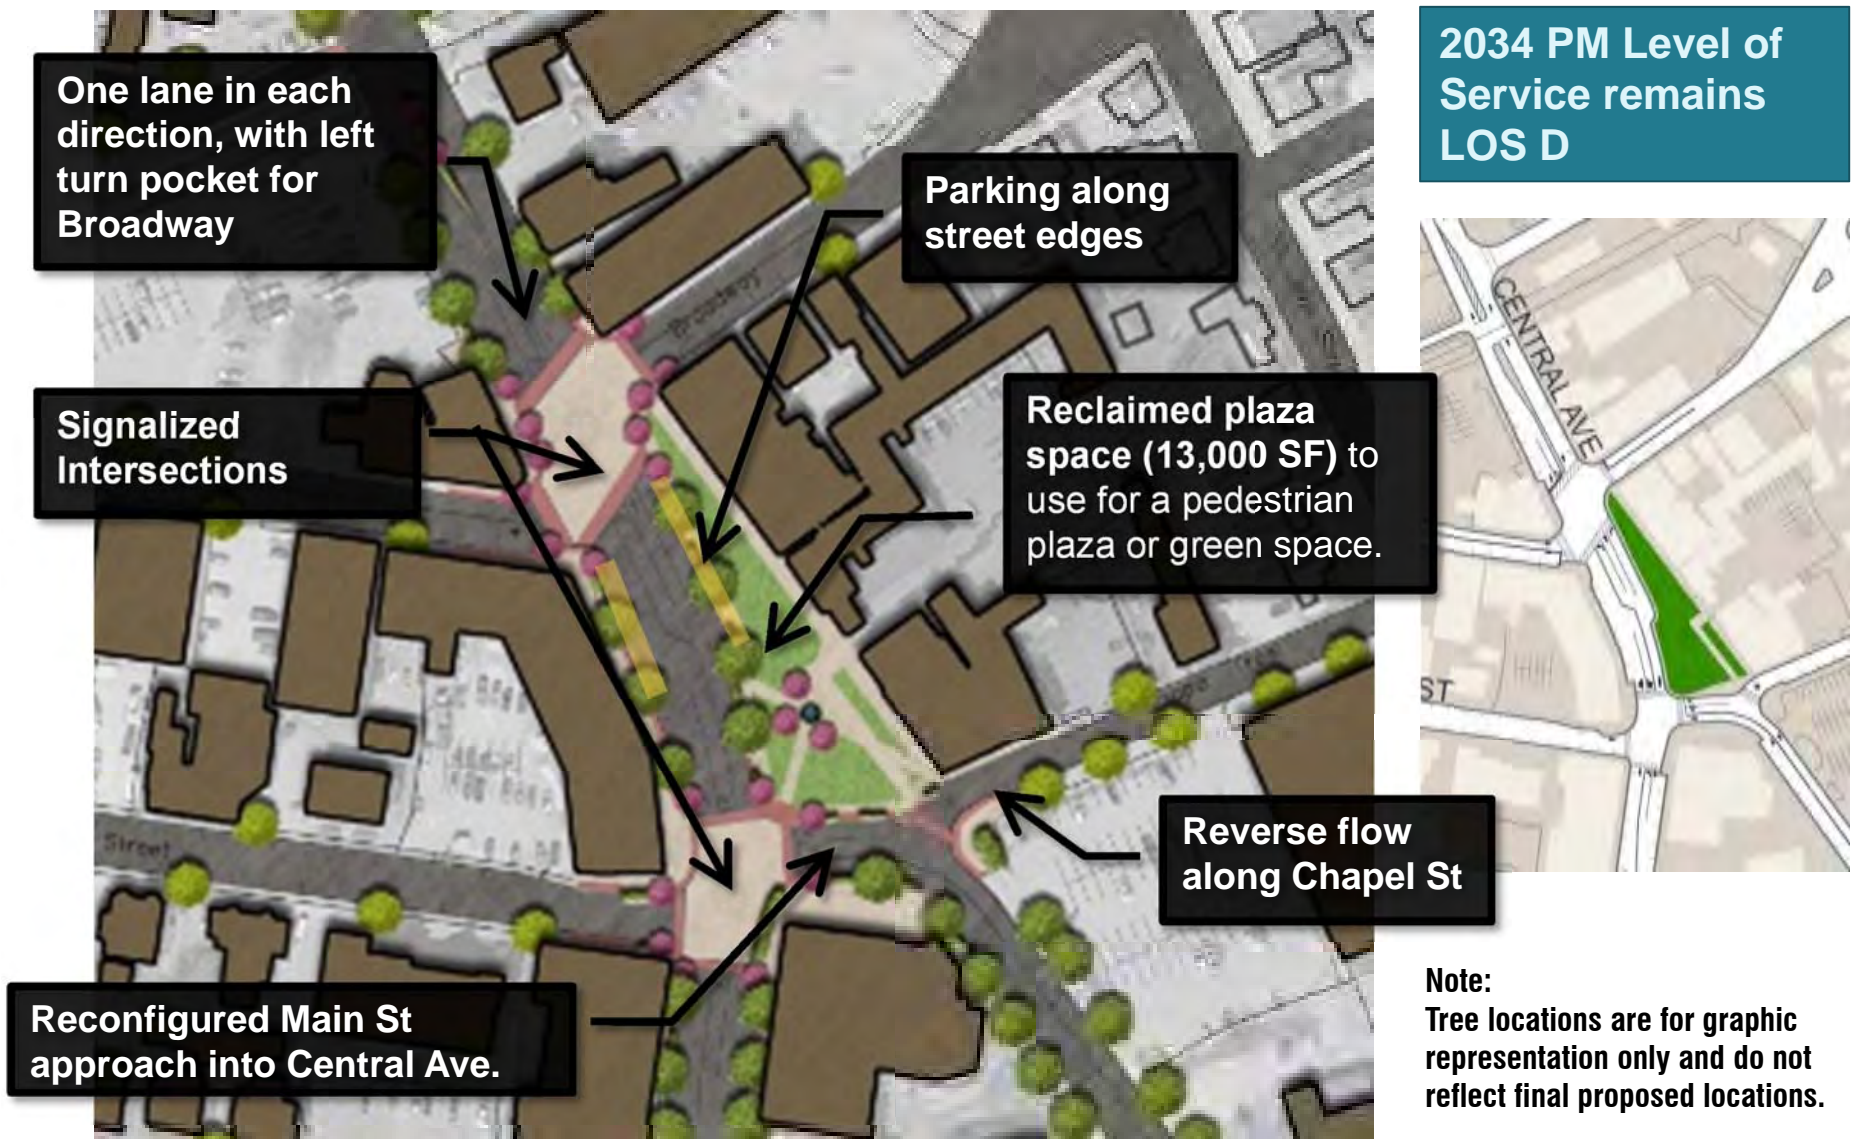 One lane in each
direction, with left
turn pocket for
Broadway
Parking along
street edges
2034 PM Level of
Service remains
LOS D
Broadway
CENTRAL AVE
Signalized
Intersections
Reclaimed plaza
space (13,000 SF) to
use for a pedestrian
plaza or green space.
ST
Street
Reverse flow
along Chapel St
Reconfigured Main St
approach into Central Ave.
Note:
Tree locations are for graphic
representation only and do not
reflect final proposed locations.